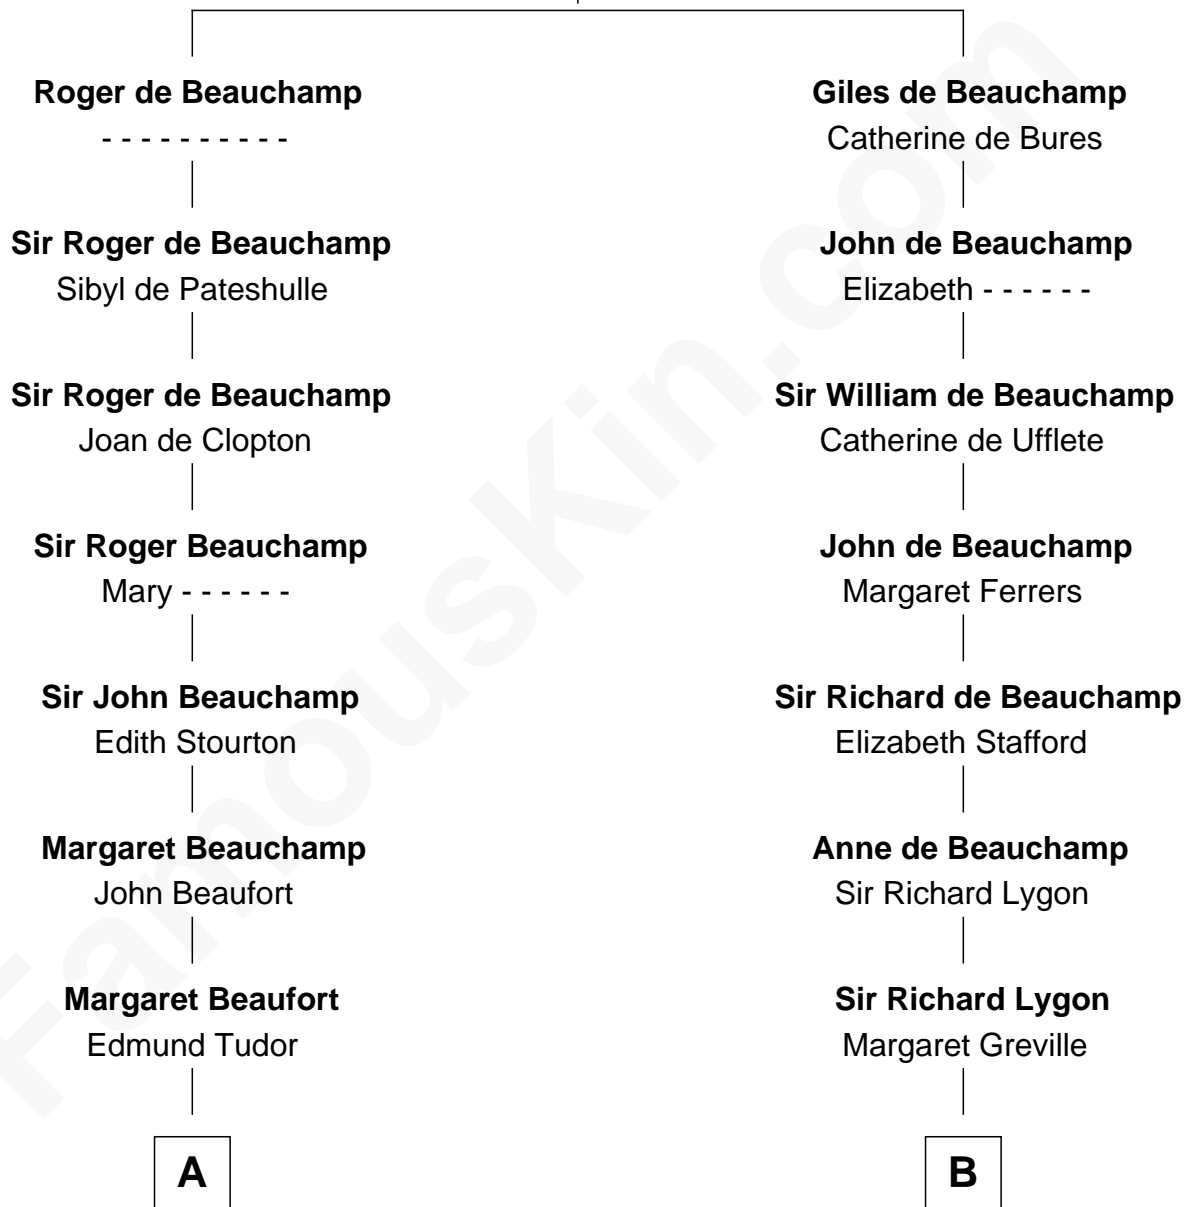 Roger de Beauchamp
- - - - - - - - - -
Sir Roger de Beauchamp
Sibyl de Pateshulle
Sir Roger de Beauchamp
Joan de Clopton
Sir Roger Beauchamp
Mary - - - - - -
Sir John Beauchamp
Edith Stourton
Margaret Beauchamp
John Beaufort
Margaret Beaufort
Edmund Tudor
A
Giles de Beauchamp
Catherine de Bures
John de Beauchamp
Elizabeth - - - - - -
Sir William de Beauchamp
Catherine de Ufflete
John de Beauchamp
Margaret Ferrers
Sir Richard de Beauchamp
Elizabeth Stafford
Anne de Beauchamp
Sir Richard Lygon
Sir Richard Lygon
Margaret Greville
B
FamousKin.com